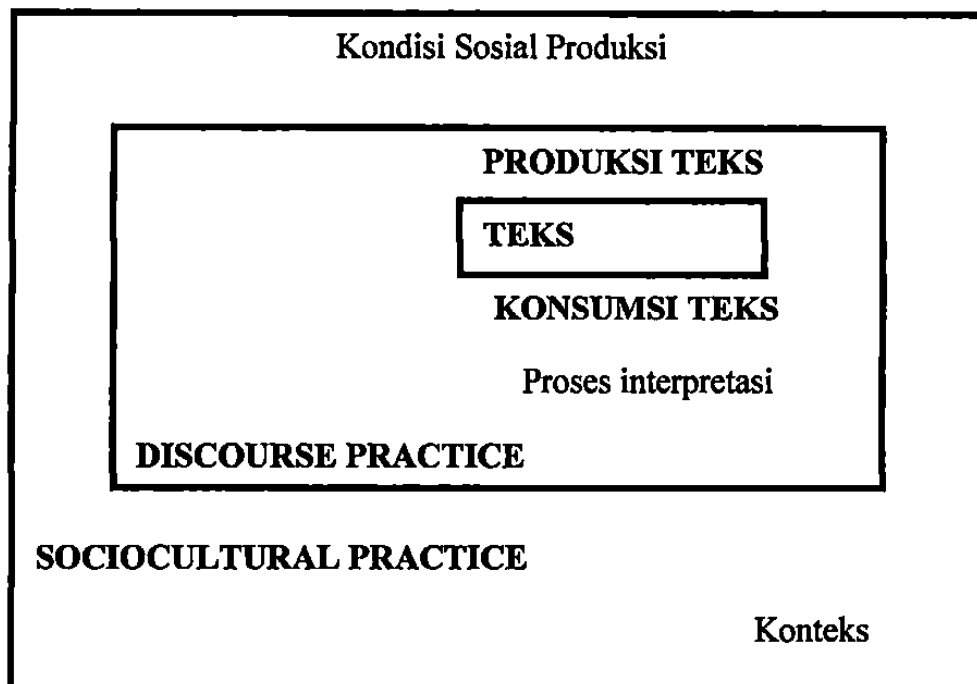 Kondisi Sosial Produksi
PRODUKSI TEKS
TEKS
KONSUMSI TEKS
Proses interpretasi
DISCOURSE PRACTICE
SOCIOCULTURAL PRACTICE
Konteks